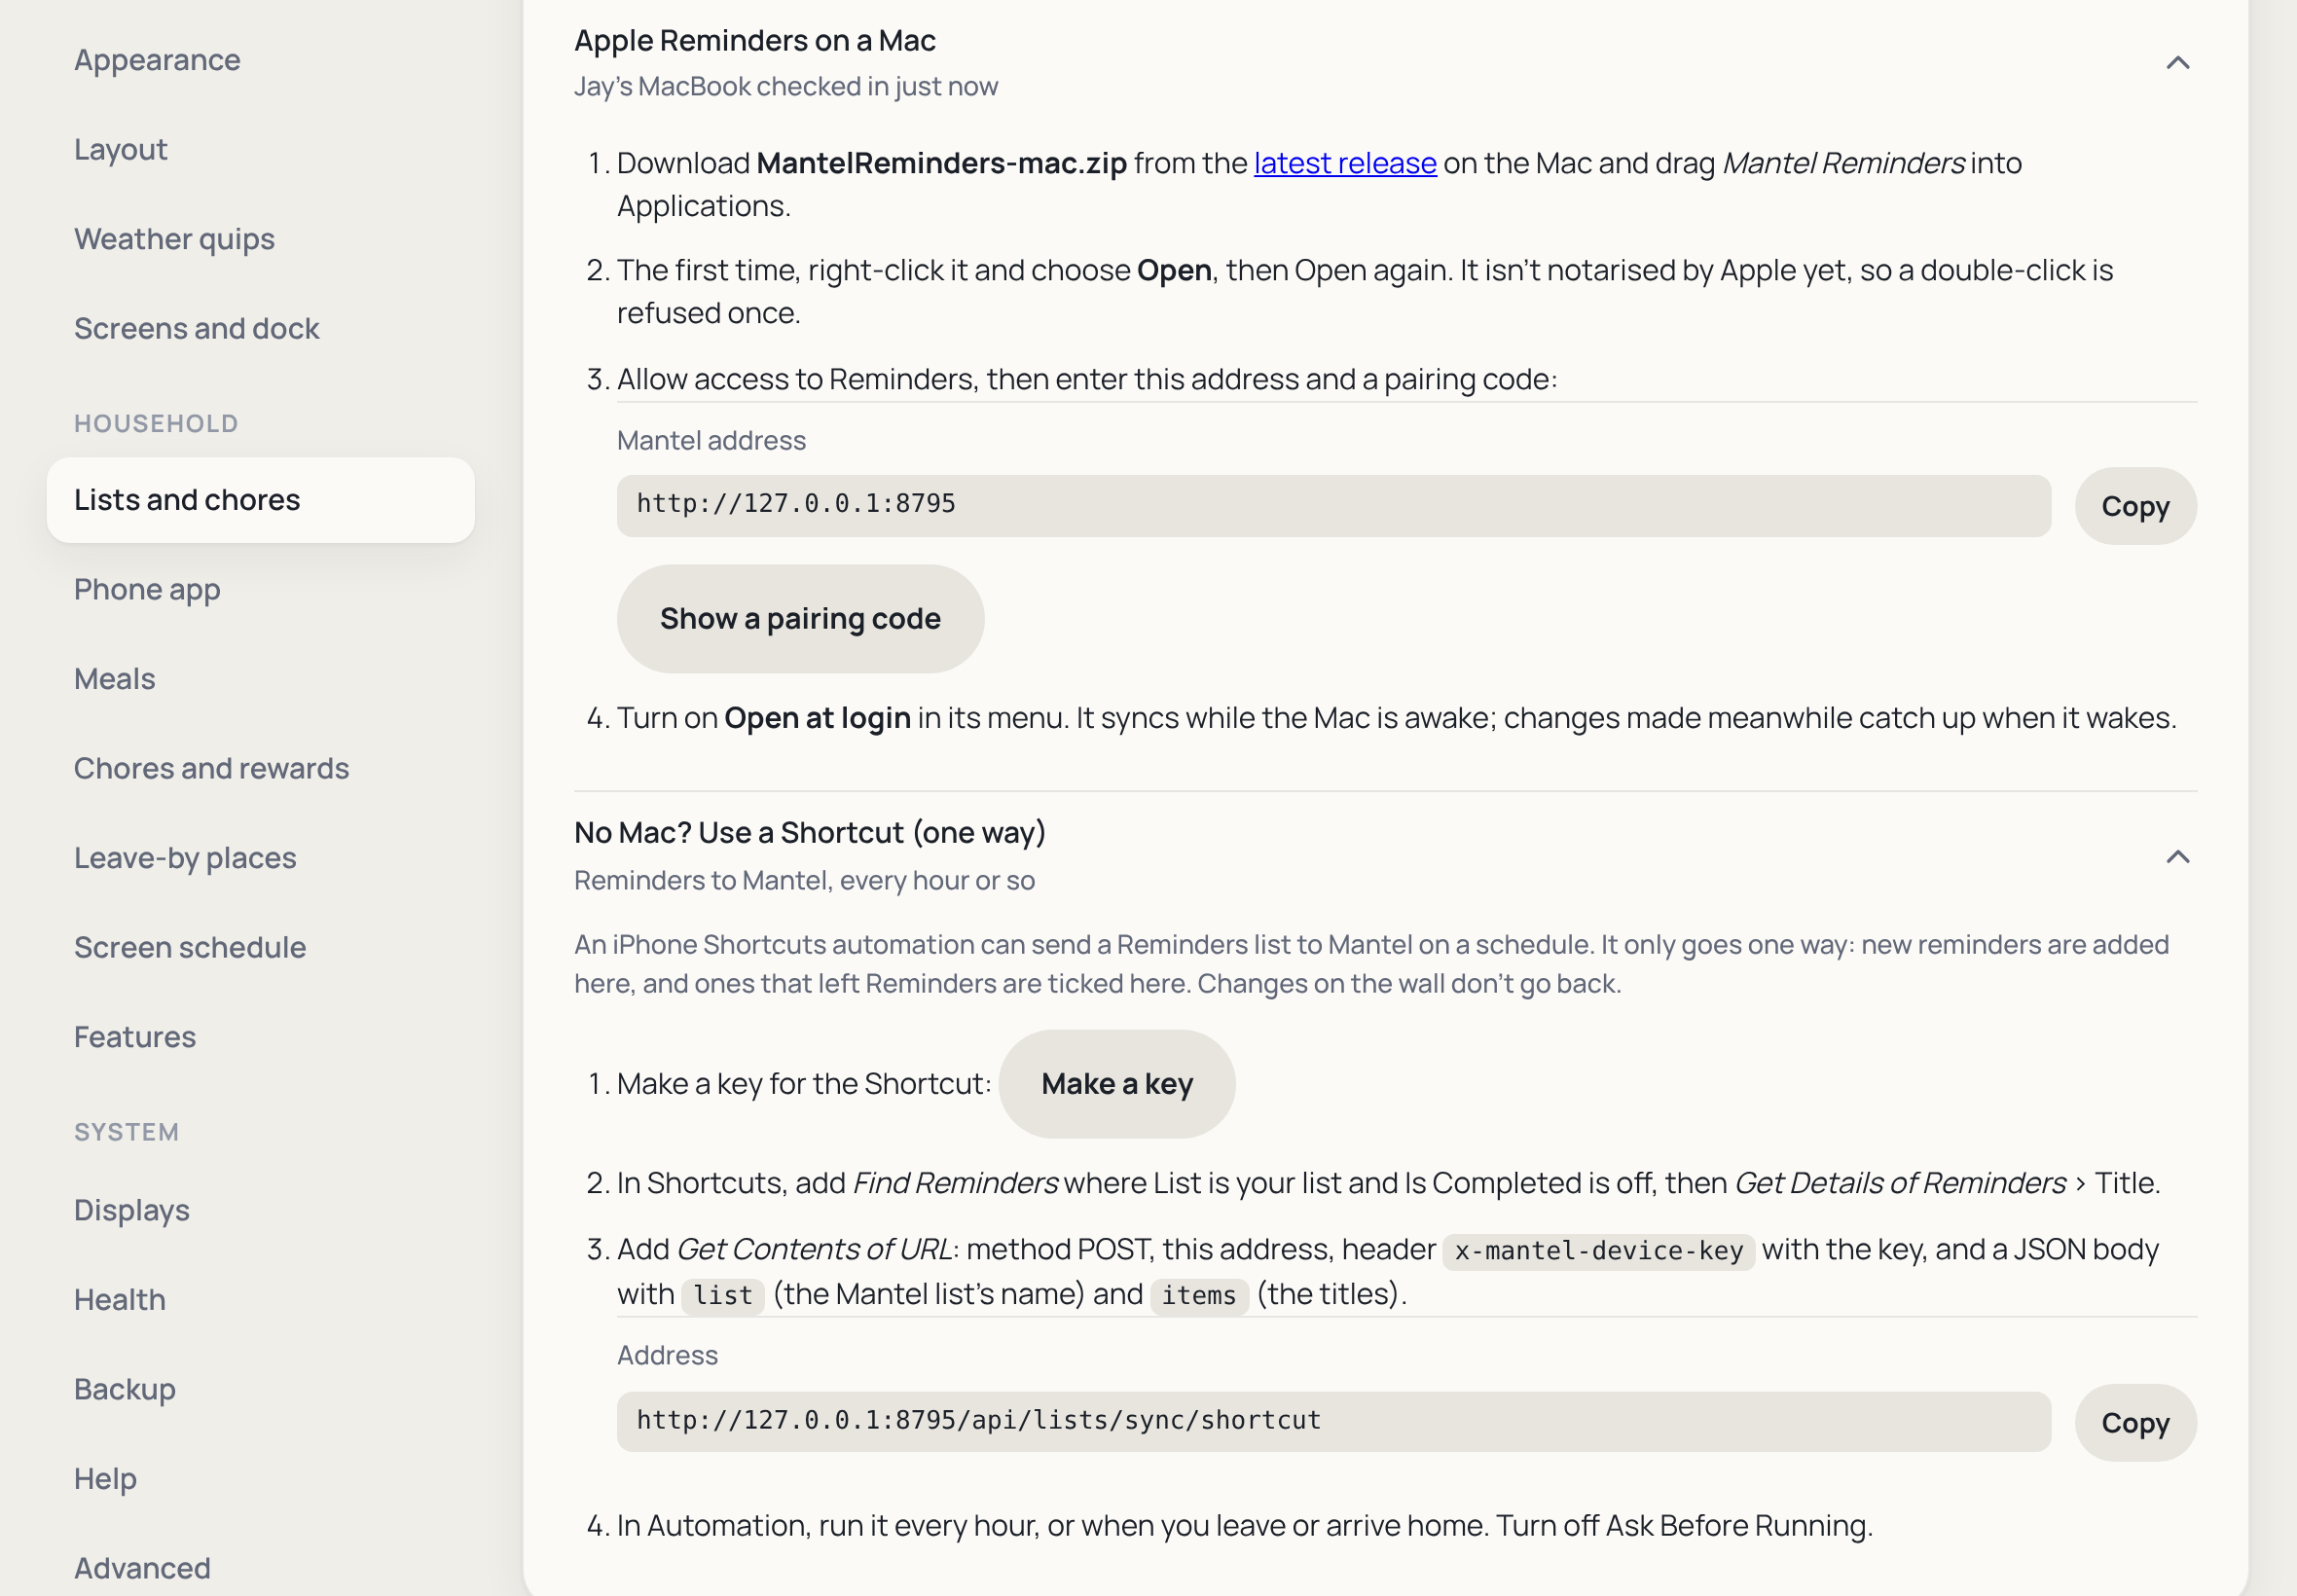 Appearance
Layout
Weather quips
Screens and dock
HOUSEHOLD
Lists and chores
Phone app
Meals
Chores and rewards
Leave-by places
Screen schedule
Features
SYSTEM
Displays
Health
Backup
Help
Advanced
Apple Reminders on a Mac
Jay’s MacBook checked in just now
1. Download MantelReminders-mac.zip from the latest release on the Mac and drag Mantel Reminders into
Applications.
2. The first time, right-click it and choose Open, then Open again. It isn’t notarised by Apple yet, so a double-click is
refused once.
3. Allow access to Reminders, then enter this address and a pairing code:
Mantel address
http://127.0.0.1:8795
Copy
Show a pairing code
4. Turn on Open at login in its menu. It syncs while the Mac is awake; changes made meanwhile catch up when it wakes.
No Mac? Use a Shortcut (one way)
Reminders to Mantel, every hour or so
An iPhone Shortcuts automation can send a Reminders list to Mantel on a schedule. It only goes one way: new reminders are added
here, and ones that left Reminders are ticked here. Changes on the wall don’t go back.
1. Make a key for the Shortcut: Make a key
2. In Shortcuts, add Find Reminders where List is your list and Is Completed is off, then Get Details of Reminders › Title.
3. Add Get Contents of URL: method POST, this address, header x-mantel-device-key with the key, and a JSON body
with list (the Mantel list’s name) and items (the titles).
Address
http://127.0.0.1:8795/api/lists/sync/shortcut
Copy
4. In Automation, run it every hour, or when you leave or arrive home. Turn off Ask Before Running.